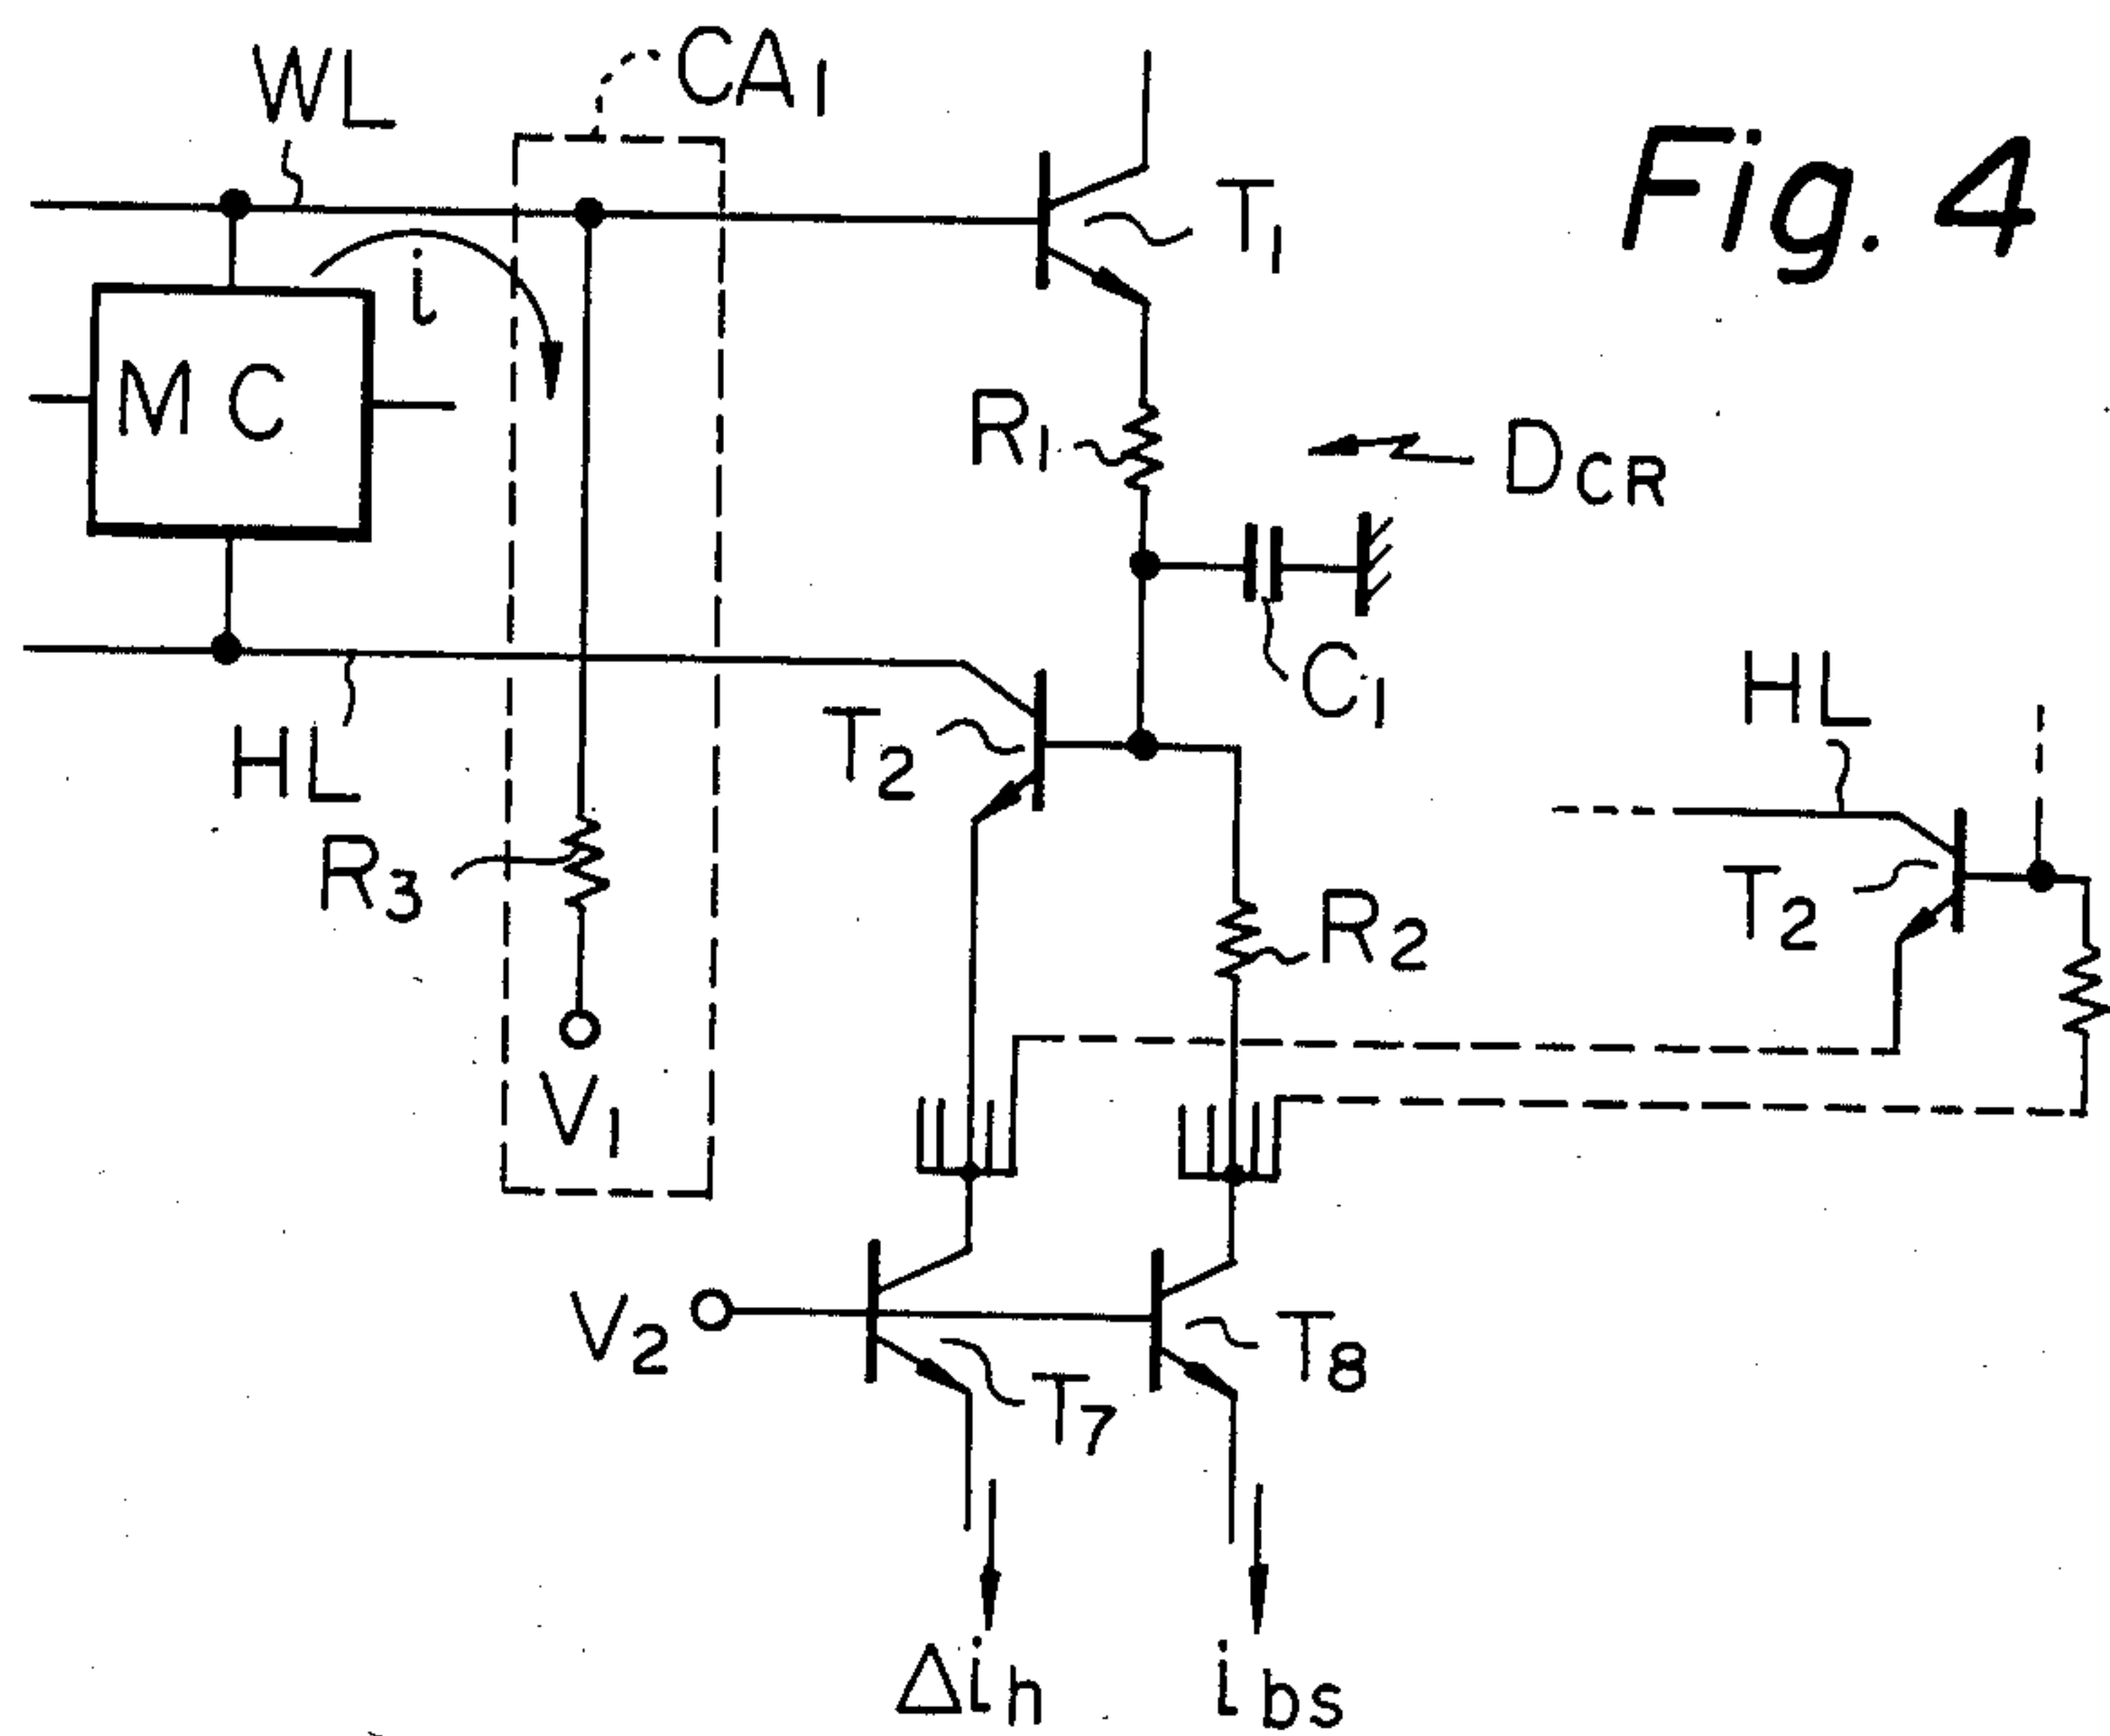 WL
CA1
Fig. 4
T1
i
MC
R1
DCR
C1
HL
HL
T2
T2
R3
R2
V1
V2
T8
T7
Δih
ibs